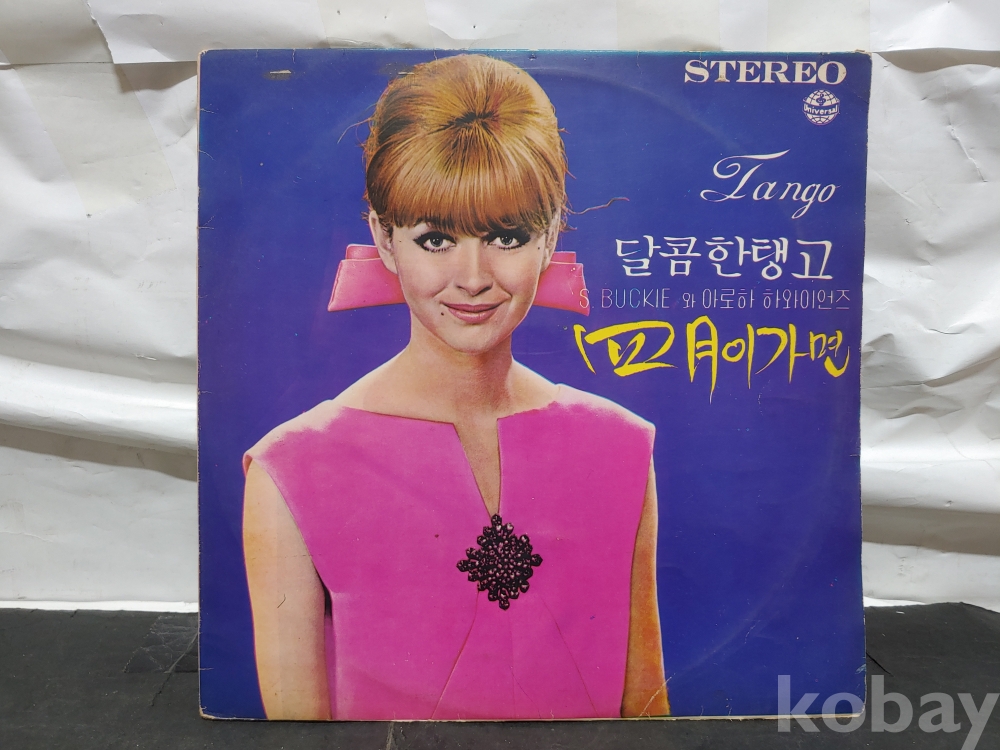 STEREO
Universal
Tango
달콤한탱고
S. BUCKIE 와 아로하 하와이언즈
四月이가면
kobay